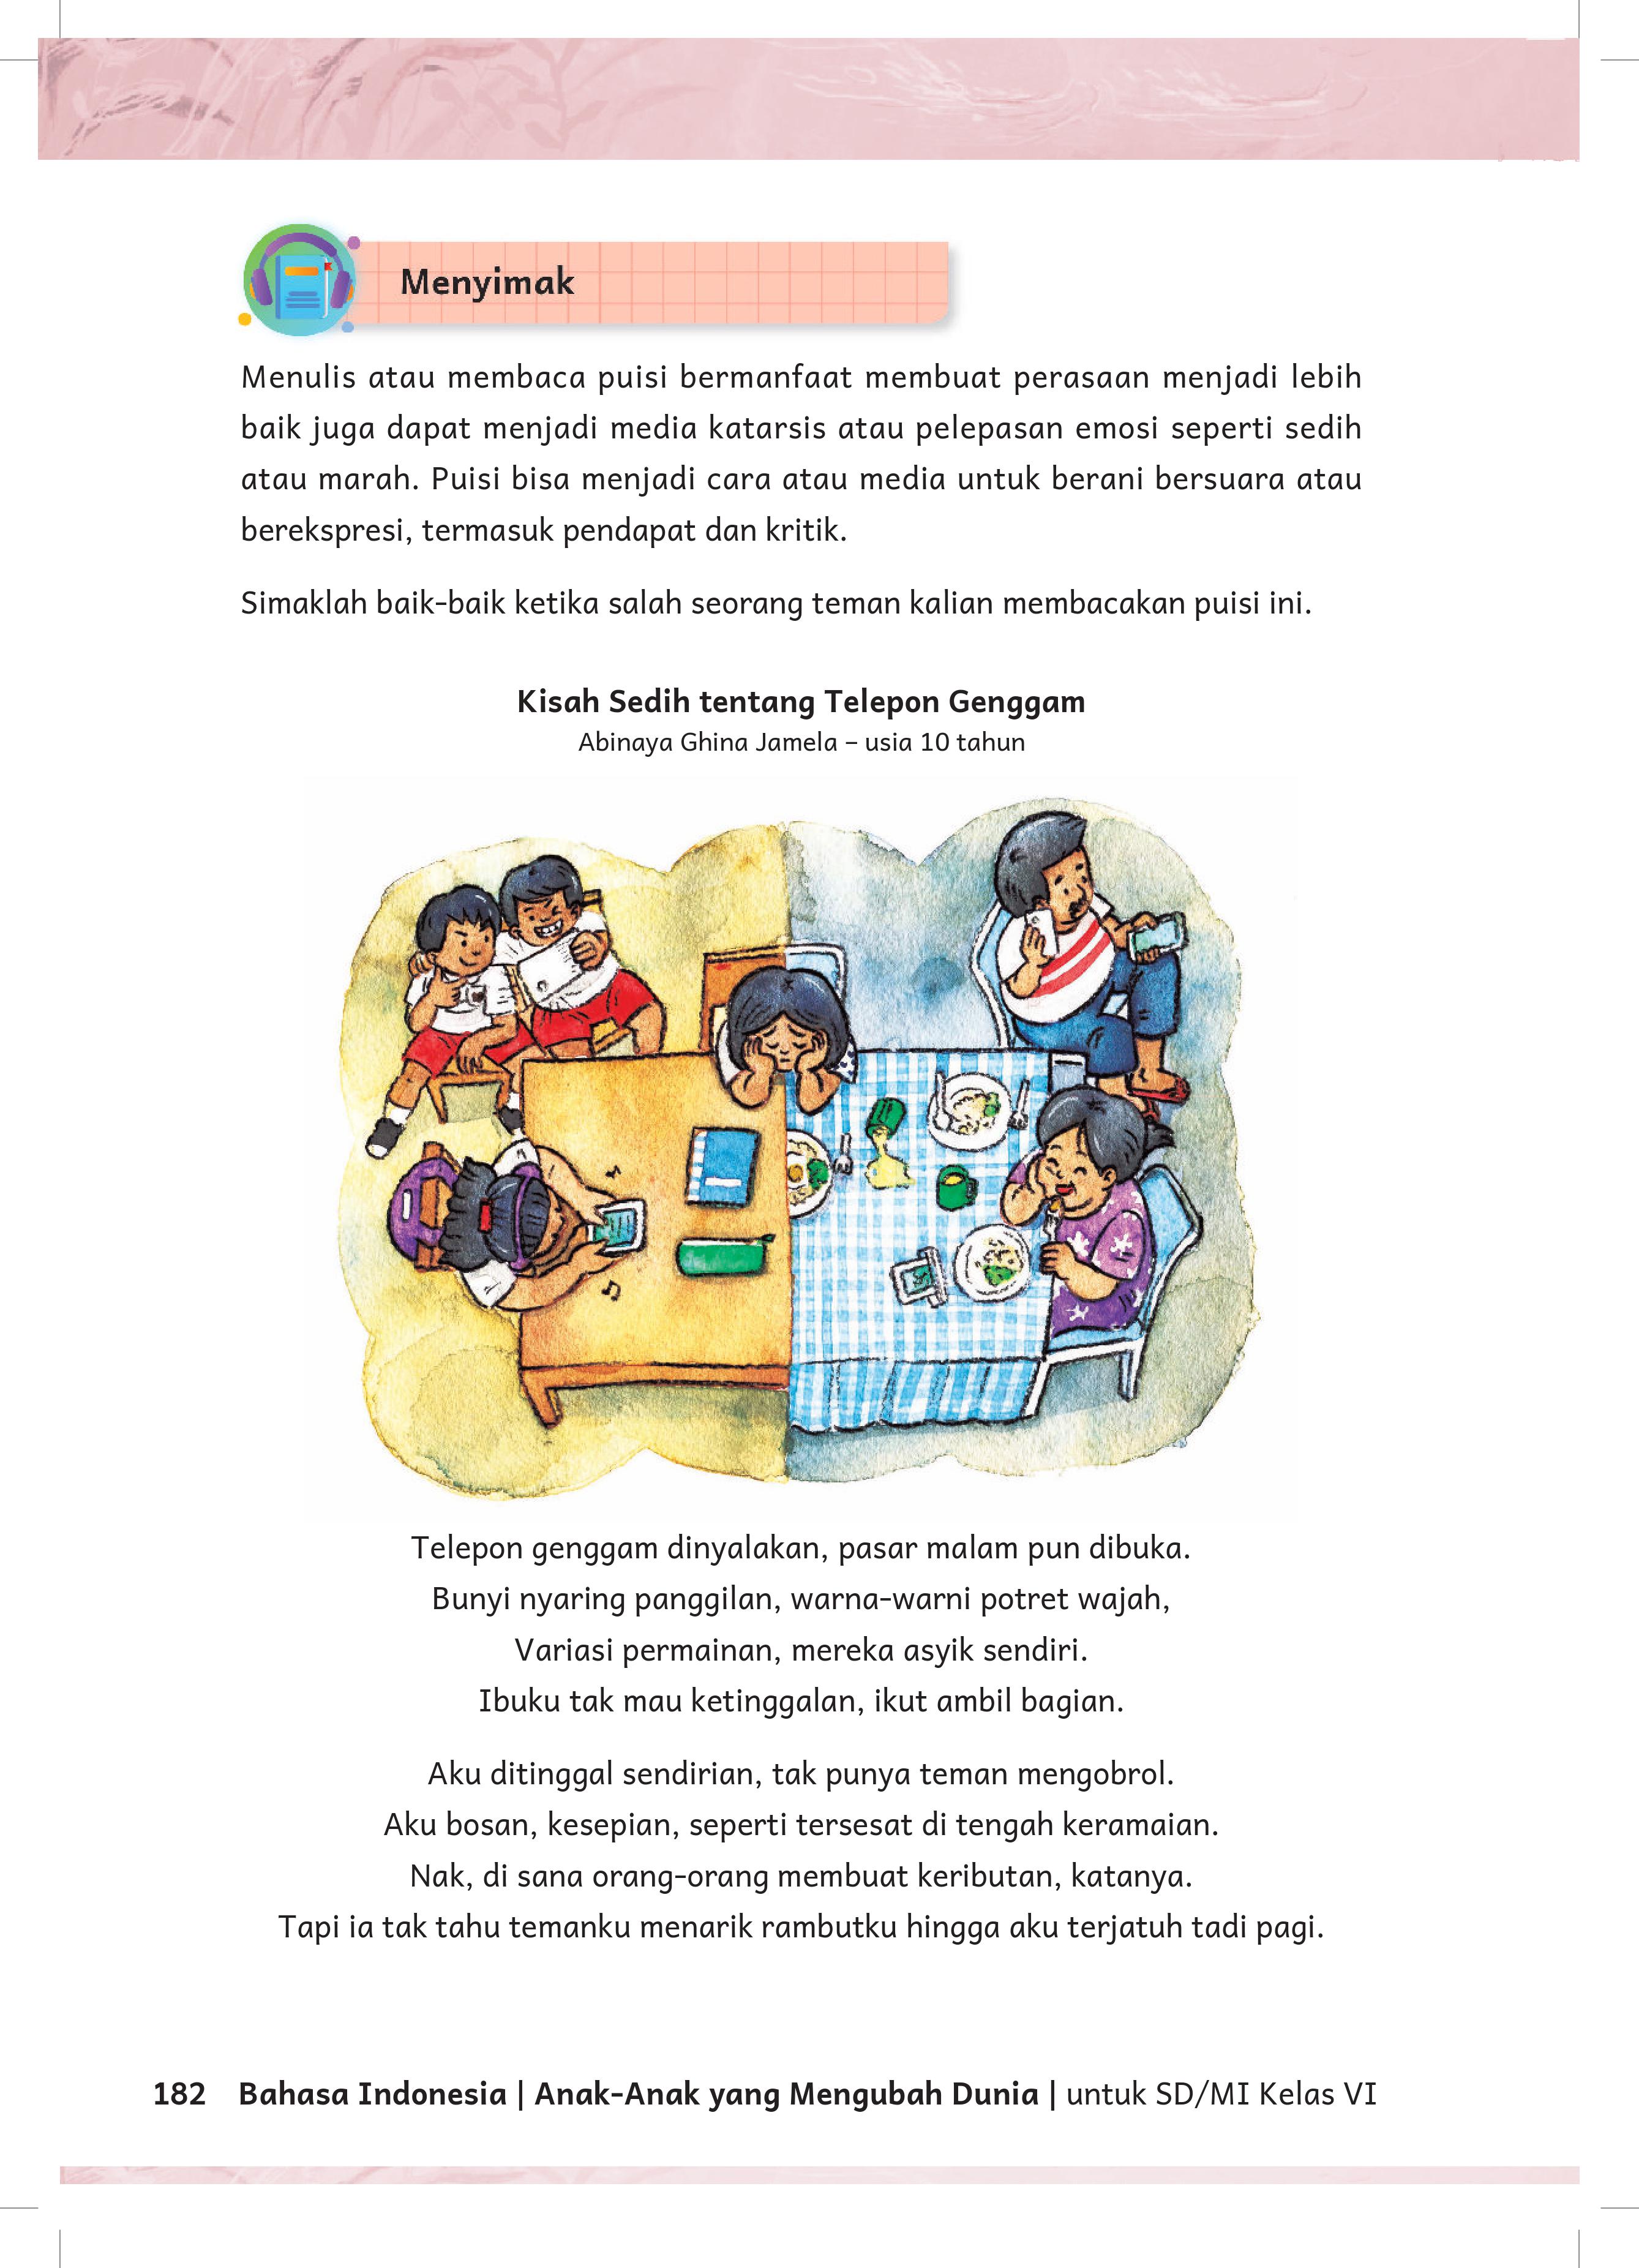 Menyimak
Menulis atau membaca puisi bermanfaat membuat perasaan menjadi lebih
baik juga dapat menjadi media katarsis atau pelepasan emosi seperti sedih
atau marah. Puisi bisa menjadi cara atau media untuk berani bersuara atau
berekspresi, termasuk pendapat dan kritik.
Simaklah baik-baik ketika salah seorang teman kalian membacakan puisi ini.
Kisah Sedih tentang Telepon Genggam
Abinaya Ghina Jamela – usia 10 tahun
Telepon genggam dinyalakan, pasar malam pun dibuka.
Bunyi nyaring panggilan, warna-warni potret wajah,
Variasi permainan, mereka asyik sendiri.
Ibuku tak mau ketinggalan, ikut ambil bagian.
Aku ditinggal sendirian, tak punya teman mengobrol.
Aku bosan, kesepian, seperti tersesat di tengah keramaian.
Nak, di sana orang-orang membuat keributan, katanya.
Tapi ia tak tahu temanku menarik rambutku hingga aku terjatuh tadi pagi.
182 Bahasa Indonesia | Anak-Anak yang Mengubah Dunia | untuk SD/MI Kelas VI